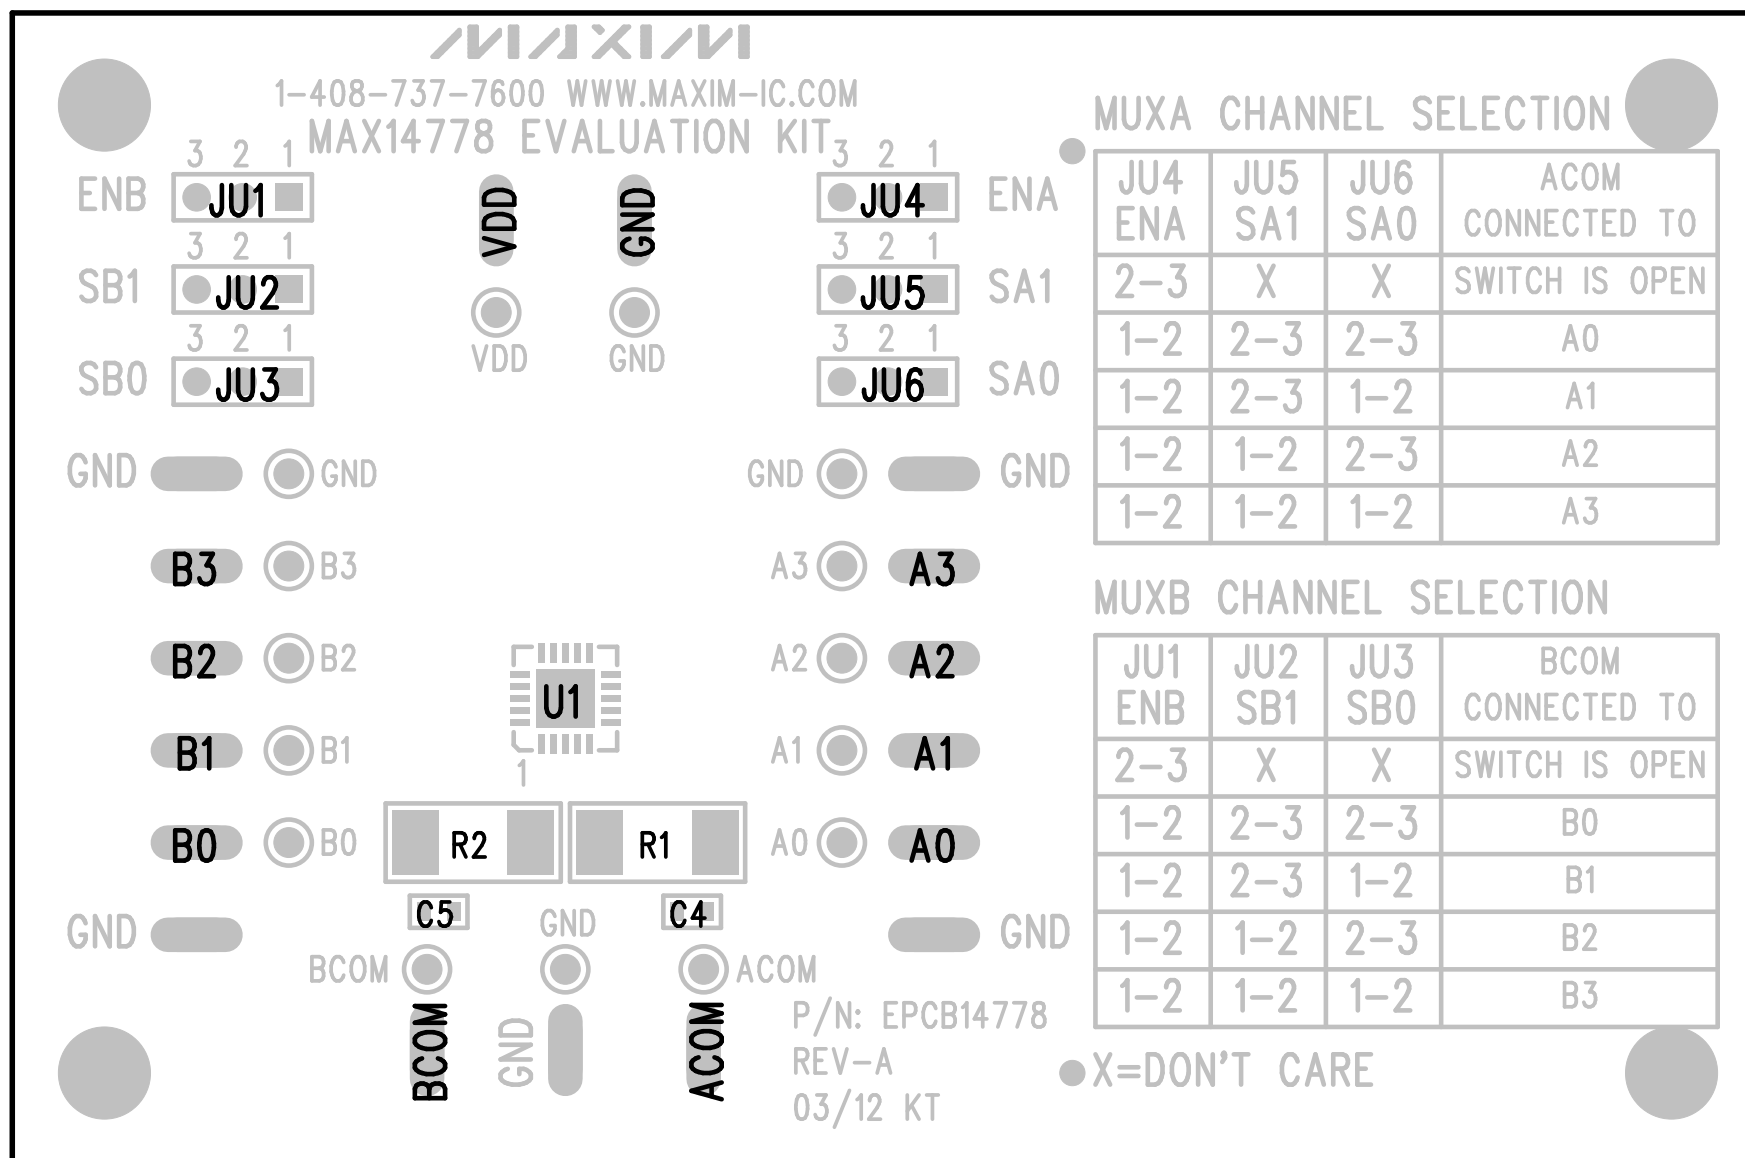 MAXIM
1-408-737-7600 WWW.MAXIM-IC.COM
MAX14778 EVALUATION KIT
3 2 1
ENB JU1
3 2 1
SB1 JU2
3 2 1
SB0 JU3
VDD
GND
VDD
GND
3 2 1
JU4 ENA
3 2 1
JU5 SA1
3 2 1
JU6 SA0
GND GND
B3 B3
B2 B2
B1 B1
B0 B0
GND
GND GND
A3 A3
A2 A2
A1 A1
A0 A0
GND
U1
1
R2 R1
C5 GND C4
BCOM ACOM
BCOM
GND
ACOM
P/N: EPCB14778
REV-A
03/12 KT
MUXA CHANNEL SELECTION
JU4 JU5 JU6 ACOM
ENA SA1 SA0 CONNECTED TO
2-3 X X SWITCH IS OPEN
1-2 2-3 2-3 A0
1-2 2-3 1-2 A1
1-2 1-2 2-3 A2
1-2 1-2 1-2 A3
MUXB CHANNEL SELECTION
JU1 JU2 JU3 BCOM
ENB SB1 SB0 CONNECTED TO
2-3 X X SWITCH IS OPEN
1-2 2-3 2-3 B0
1-2 2-3 1-2 B1
1-2 1-2 2-3 B2
1-2 1-2 1-2 B3
X=DON'T CARE